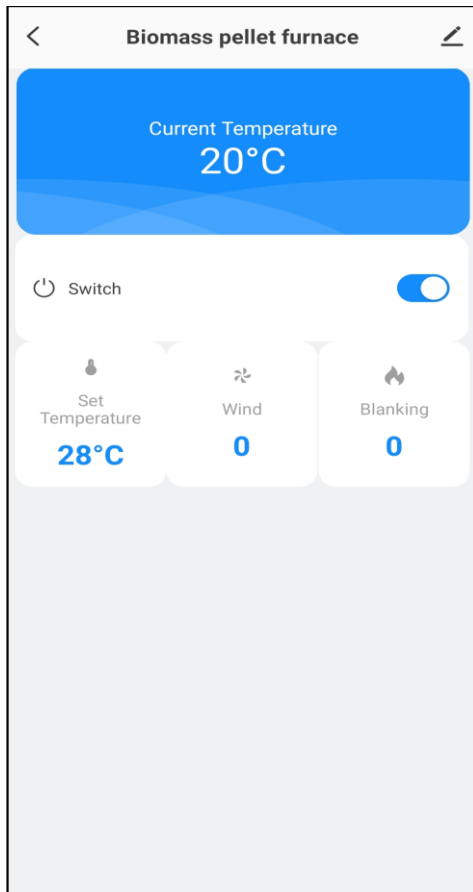 Biomass pellet furnace
Current Temperature
20°C
Switch
Set
Temperature
28°C
Wind
0
Blanking
0